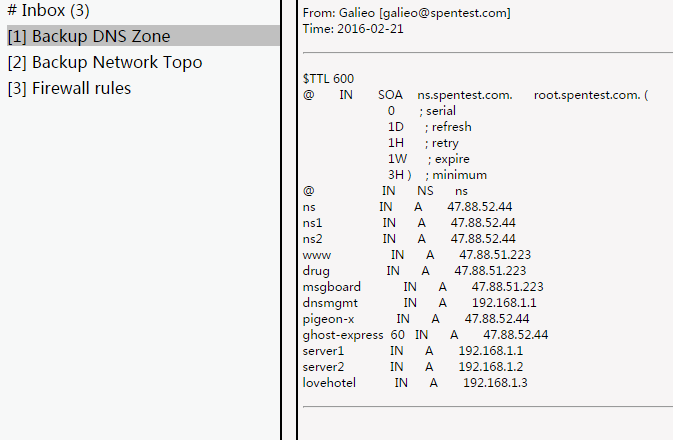 # Inbox (3)
[1] Backup DNS Zone
[2] Backup Network Topo
[3] Firewall rules
From: Galieo [galieo@spentest.com]
Time: 2016-02-21
$TTL 600
@ IN SOA ns.spentest.com. root.spentest.com. (
0 ; serial
1D ; refresh
1H ; retry
1W ; expire
3H ) ; minimum
@ IN NS ns
ns IN A 47.88.52.44
ns1 IN A 47.88.52.44
ns2 IN A 47.88.52.44
www IN A 47.88.51.223
drug IN A 47.88.51.223
msgboard IN A 47.88.51.223
dnsmgmt IN A 192.168.1.1
pigeon-x IN A 47.88.52.44
ghost-express 60 IN A 47.88.52.44
server1 IN A 192.168.1.1
server2 IN A 192.168.1.2
lovehotel IN A 192.168.1.3